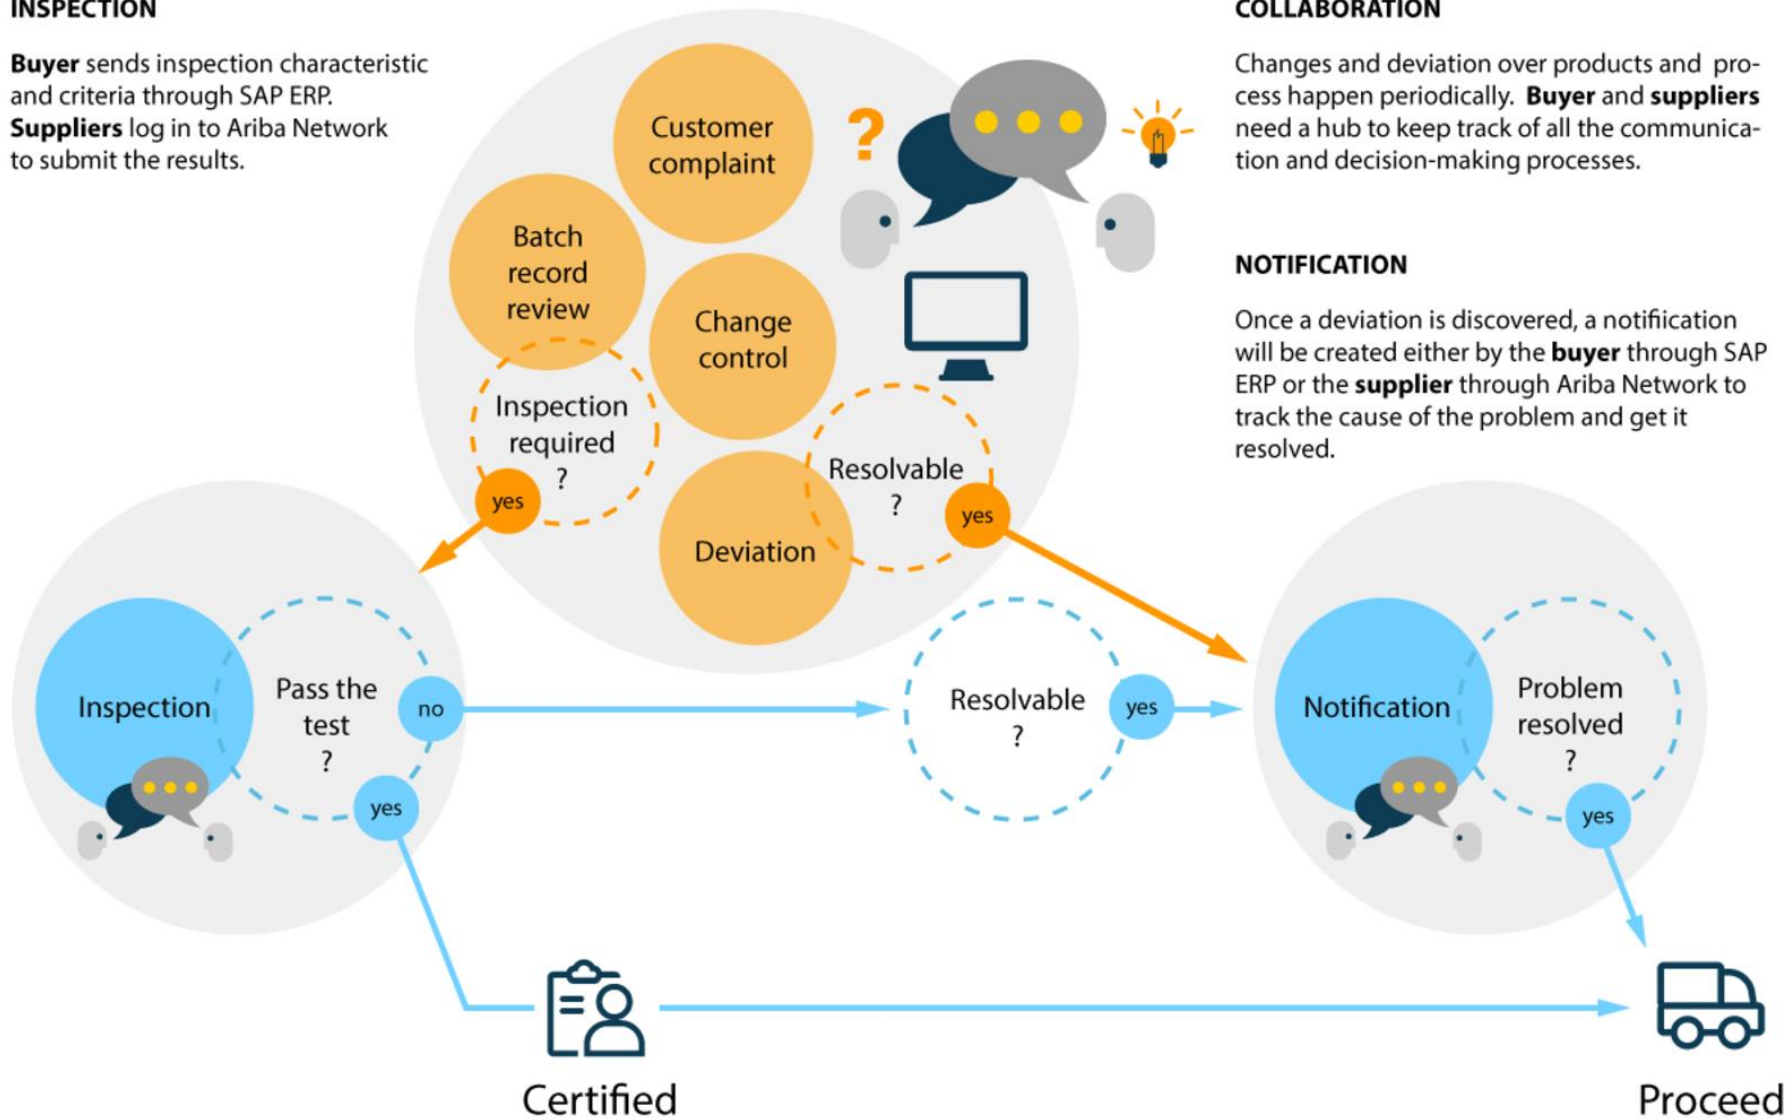 INSPECTION
Buyer sends inspection characteristic
and criteria through SAP ERP.
Suppliers log in to Ariba Network
to submit the results.
COLLABORATION
Changes and deviation over products and pro-
cess happen periodically. Buyer and suppliers
need a hub to keep track of all the communica-
tion and decision-making processes.
NOTIFICATION
Once a deviation is discovered, a notifiication
will be created either by the buyer through SAP
ERP or the supplier through Ariba Network to
track the cause of the problem and get it
resolved.
Customer
complaint
?
Batch
record
review
Change
control
Inspection
required
?
yes
Resolvable
?
yes
Deviation
Inspection
Pass the
test
?
no
yes
Resolvable
?
yes
Notification
Problem
resolved
?
yes
Certified
Proceed